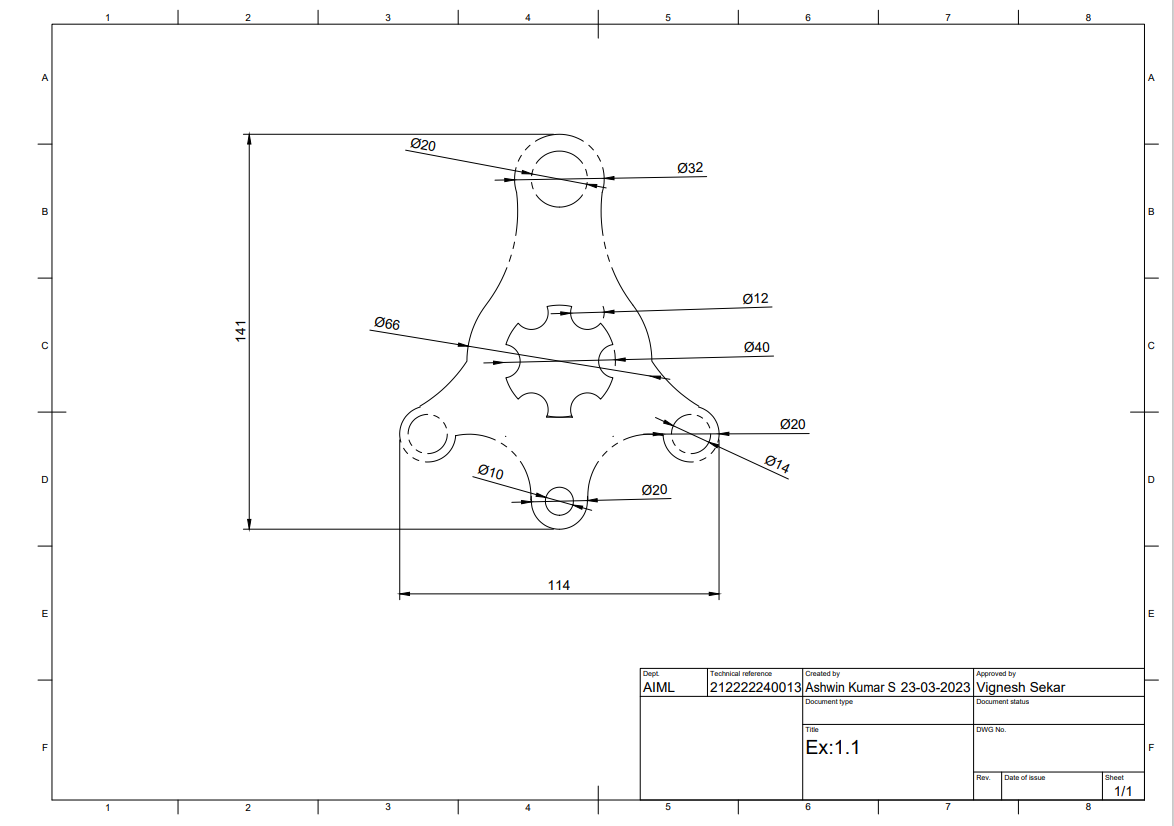 1 2 3 4 5 6 7 8
A A
Ø20
Ø32
B B
Ø12
Ø66
141
C C
Ø40
Ø20
Ø14
Ø10
Ø20
D D
114
E E
Dept. Technical reference Created by Approved by
AIML 212222240013 Ashwin Kumar S 23-03-2023 Vignesh Sekar
Document type Document status
Title DWG No.
Ex:1.1
F F
Rev. Date of issue Sheet
1/1
1 2 3 4 5 6 7 8